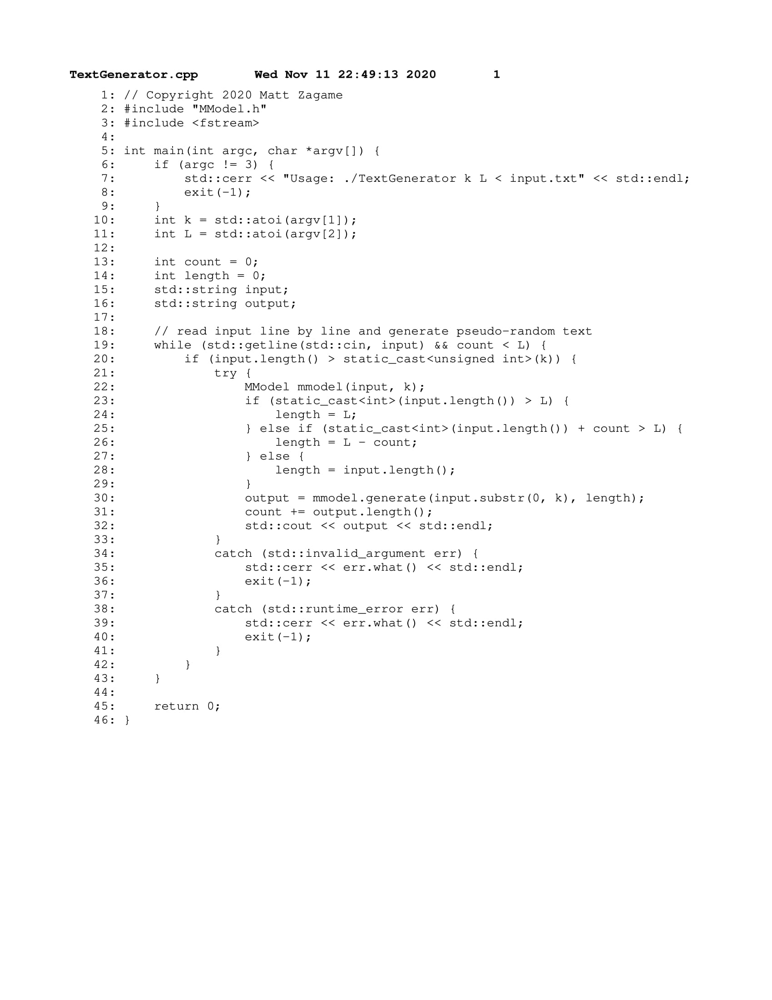 TextGenerator.cpp        Wed Nov 11 22:49:13 2020        1
1: // Copyright 2020 Matt Zagame
2: #include "MModel.h"
3: #include <fstream>
4:
5: int main(int argc, char *argv[]) {
6:     if (argc != 3) {
7:         std::cerr << "Usage: ./TextGenerator k L < input.txt" << std::endl;
8:         exit(-1);
9:     }
10:     int k = std::atoi(argv[1]);
11:     int L = std::atoi(argv[2]);
12:
13:     int count = 0;
14:     int length = 0;
15:     std::string input;
16:     std::string output;
17:
18:     // read input line by line and generate pseudo-random text
19:     while (std::getline(std::cin, input) && count < L) {
20:         if (input.length() > static_cast<unsigned int>(k)) {
21:             try {
22:                 MModel mmodel(input, k);
23:                 if (static_cast<int>(input.length()) > L) {
24:                     length = L;
25:                 } else if (static_cast<int>(input.length()) + count > L) {
26:                     length = L - count;
27:                 } else {
28:                     length = input.length();
29:                 }
30:                 output = mmodel.generate(input.substr(0, k), length);
31:                 count += output.length();
32:                 std::cout << output << std::endl;
33:             }
34:             catch (std::invalid_argument err) {
35:                 std::cerr << err.what() << std::endl;
36:                 exit(-1);
37:             }
38:             catch (std::runtime_error err) {
39:                 std::cerr << err.what() << std::endl;
40:                 exit(-1);
41:             }
42:         }
43:     }
44:
45:     return 0;
46: }